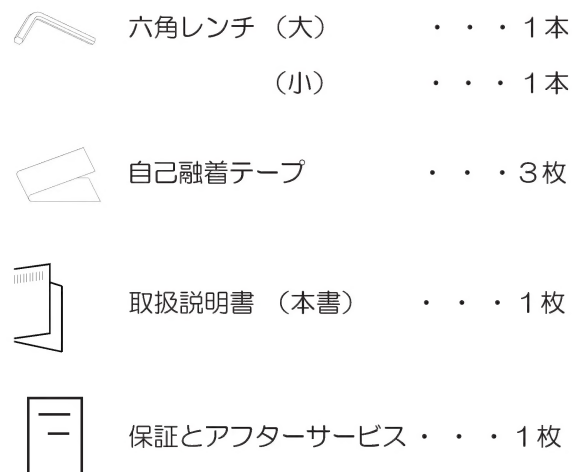 六角レンチ（大）　・・・１本
（小）　・・・１本
自己融着テープ　・・・３枚
取扱説明書（本書）　・・・１枚
保証とアフターサービス・・・１枚